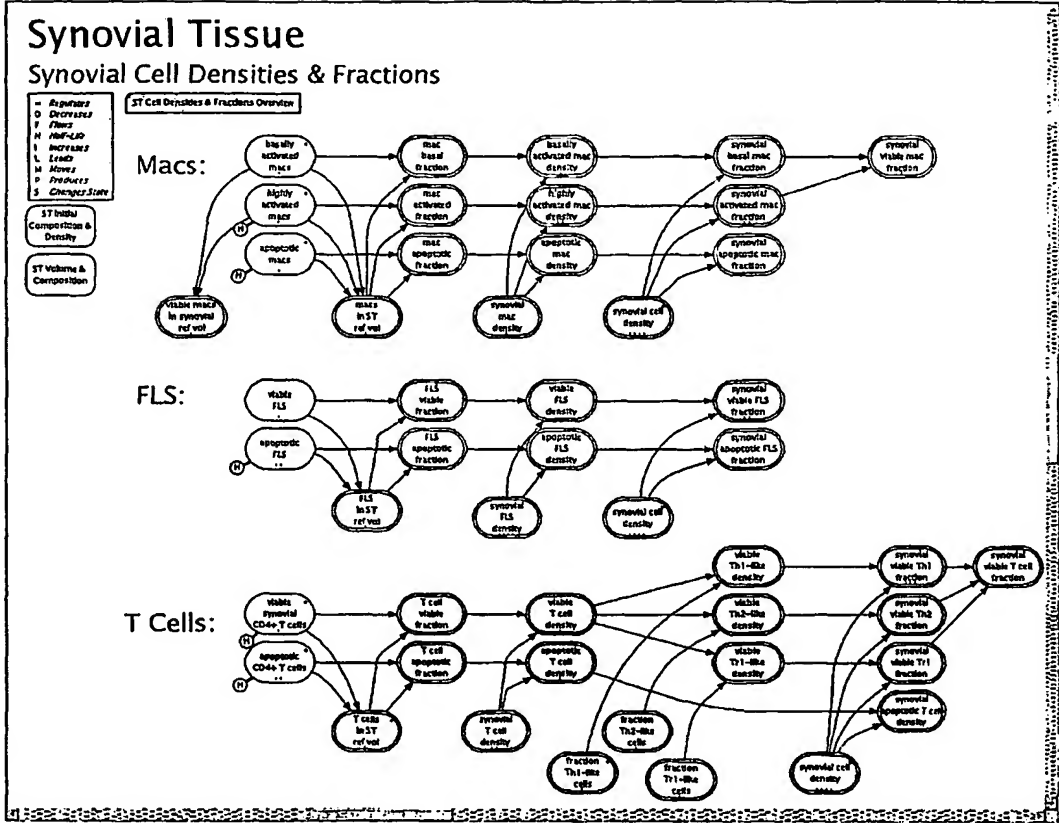 Synovial Tissue
Synovial Cell Densities & Fractions
ST Cell Densities & Fractions Overview
Regulates
D Decreases
F Flows
H Half-Life
I Increases
L Leads
M Moves
P Produces
S Changes State
ST Initial
Composition &
Density
ST Volume &
Composition
Macs:
basally
activated
macs
mac
basal
fraction
basally
activated mac
density
synovial
basal mac
fraction
synovial
viable mac
fraction
highly
activated
macs
H
mac
activated
fraction
highly
activated mac
density
synovial
activated mac
fraction
apoptotic
macs
H
mac
apoptotic
fraction
apoptotic
mac
density
synovial
apoptotic mac
fraction
viable macs
in synovial
ref vol
macs
in ST
ref vol
synovial
mac
density
synovial cell
density
FLS:
viable
FLS
FLS
viable
fraction
viable
FLS
density
synovial
viable FLS
fraction
apoptotic
FLS
H
FLS
apoptotic
fraction
apoptotic
FLS
density
synovial
apoptotic FLS
fraction
FLS
in ST
ref vol
synovial
FLS
density
synovial cell
density
T Cells:
viable
Th1-like
density
synovial
viable Th1
fraction
synovial
viable T cell
fraction
viable
synovial
CD4+ T cells
H
T cell
viable
fraction
viable
T cell
density
viable
Th2-like
density
synovial
viable Th2
fraction
apoptotic
CD4+ T cells
H
T cell
apoptotic
fraction
apoptotic
T cell
density
viable
Tr1-like
density
synovial
viable Tr1
fraction
synovial
apoptotic T cell
density
T cells
in ST
ref vol
synovial
T cell
density
fraction
Th2-like
cells
fraction
Th1-like
cells
fraction
Tr1-like
cells
synovial cell
density